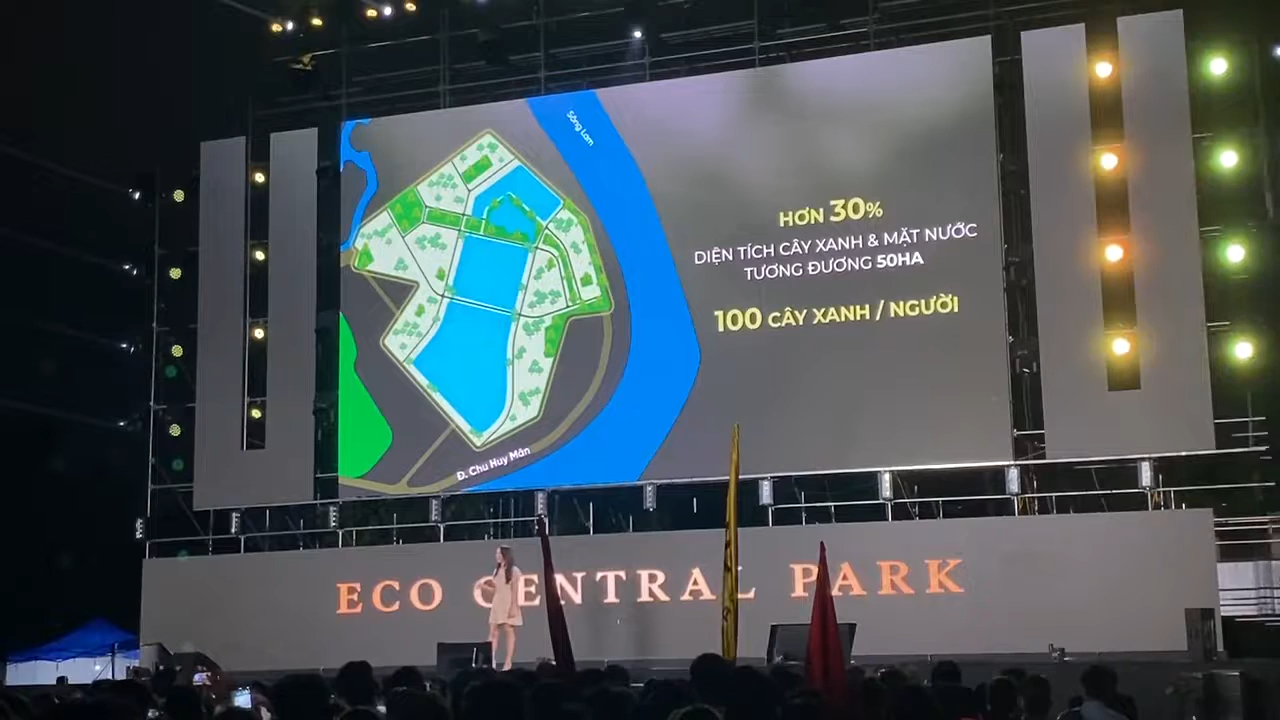 Sông Lam
HƠN 30%
DIỆN TÍCH CÂY XANH & MẶT NƯỚC
TƯƠNG ĐƯƠNG 50HA
100 CÂY XANH / NGƯỜI
Đ. Chu Huy Mân
ECO CENTRAL PARK